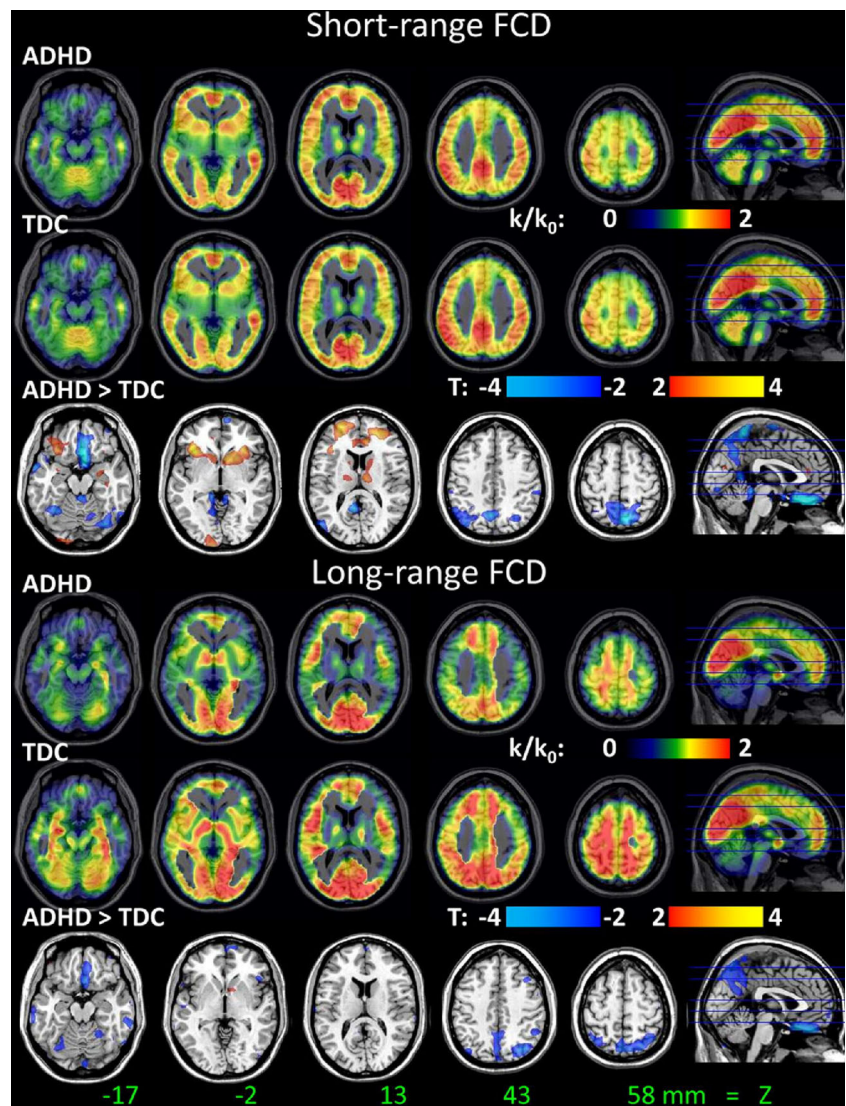 Short-range FCD
ADHD
TDC
k/k₀: 0 2
ADHD > TDC
T: -4 -2 2 4
Long-range FCD
ADHD
TDC
k/k₀: 0 2
ADHD > TDC
T: -4 -2 2 4
-17 -2 13 43 58 mm = Z